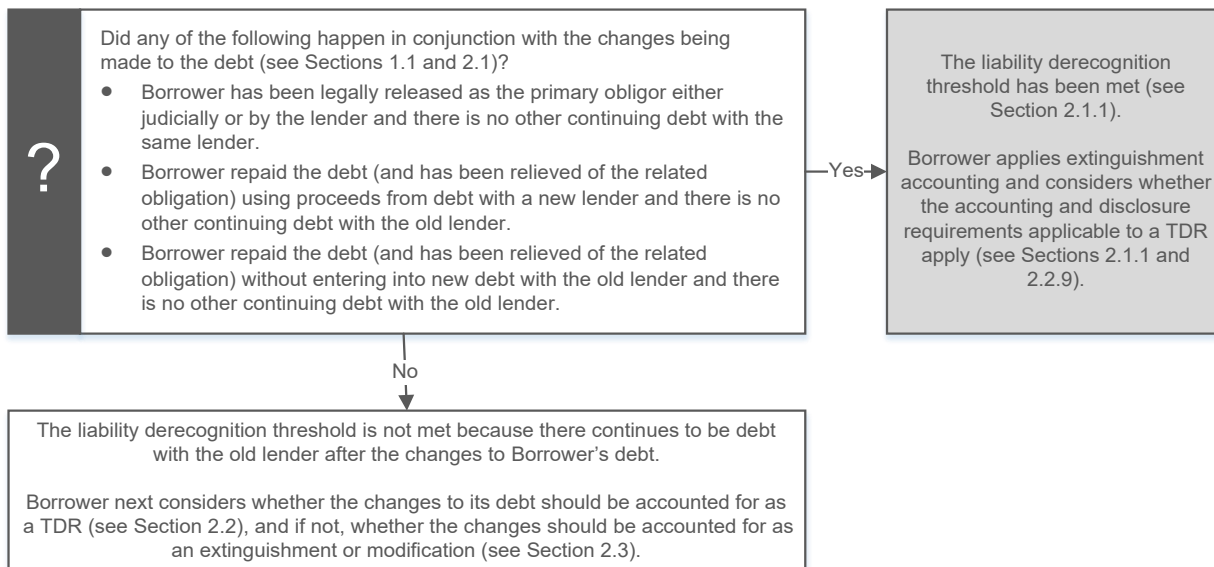 ?
Did any of the following happen in conjunction with the changes being
made to the debt (see Sections 1.1 and 2.1)?
• Borrower has been legally released as the primary obligor either
judicially or by the lender and there is no other continuing debt with the
same lender.
• Borrower repaid the debt (and has been relieved of the related
obligation) using proceeds from debt with a new lender and there is no
other continuing debt with the old lender.
• Borrower repaid the debt (and has been relieved of the related
obligation) without entering into new debt with the old lender and there
is no other continuing debt with the old lender.
Yes
The liability derecognition
threshold has been met (see
Section 2.1.1).
Borrower applies extinguishment
accounting and considers whether
the accounting and disclosure
requirements applicable to a TDR
apply (see Sections 2.1.1 and
2.2.9).
No
The liability derecognition threshold is not met because there continues to be debt
with the old lender after the changes to Borrower’s debt.
Borrower next considers whether the changes to its debt should be accounted for as
a TDR (see Section 2.2), and if not, whether the changes should be accounted for as
an extinguishment or modification (see Section 2.3).